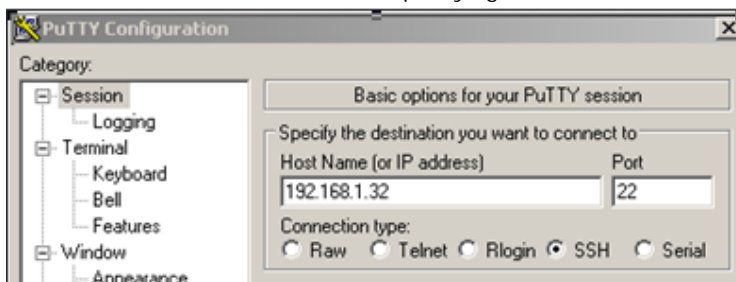 PuTTY Configuration
Category:
Session
Logging
Terminal
Keyboard
Bell
Features
Window
Appearance
Basic options for your PuTTY session
Specify the destination you want to connect to
Host Name (or IP address) Port
192.168.1.32 22
Connection type:
Raw Telnet Rlogin SSH Serial